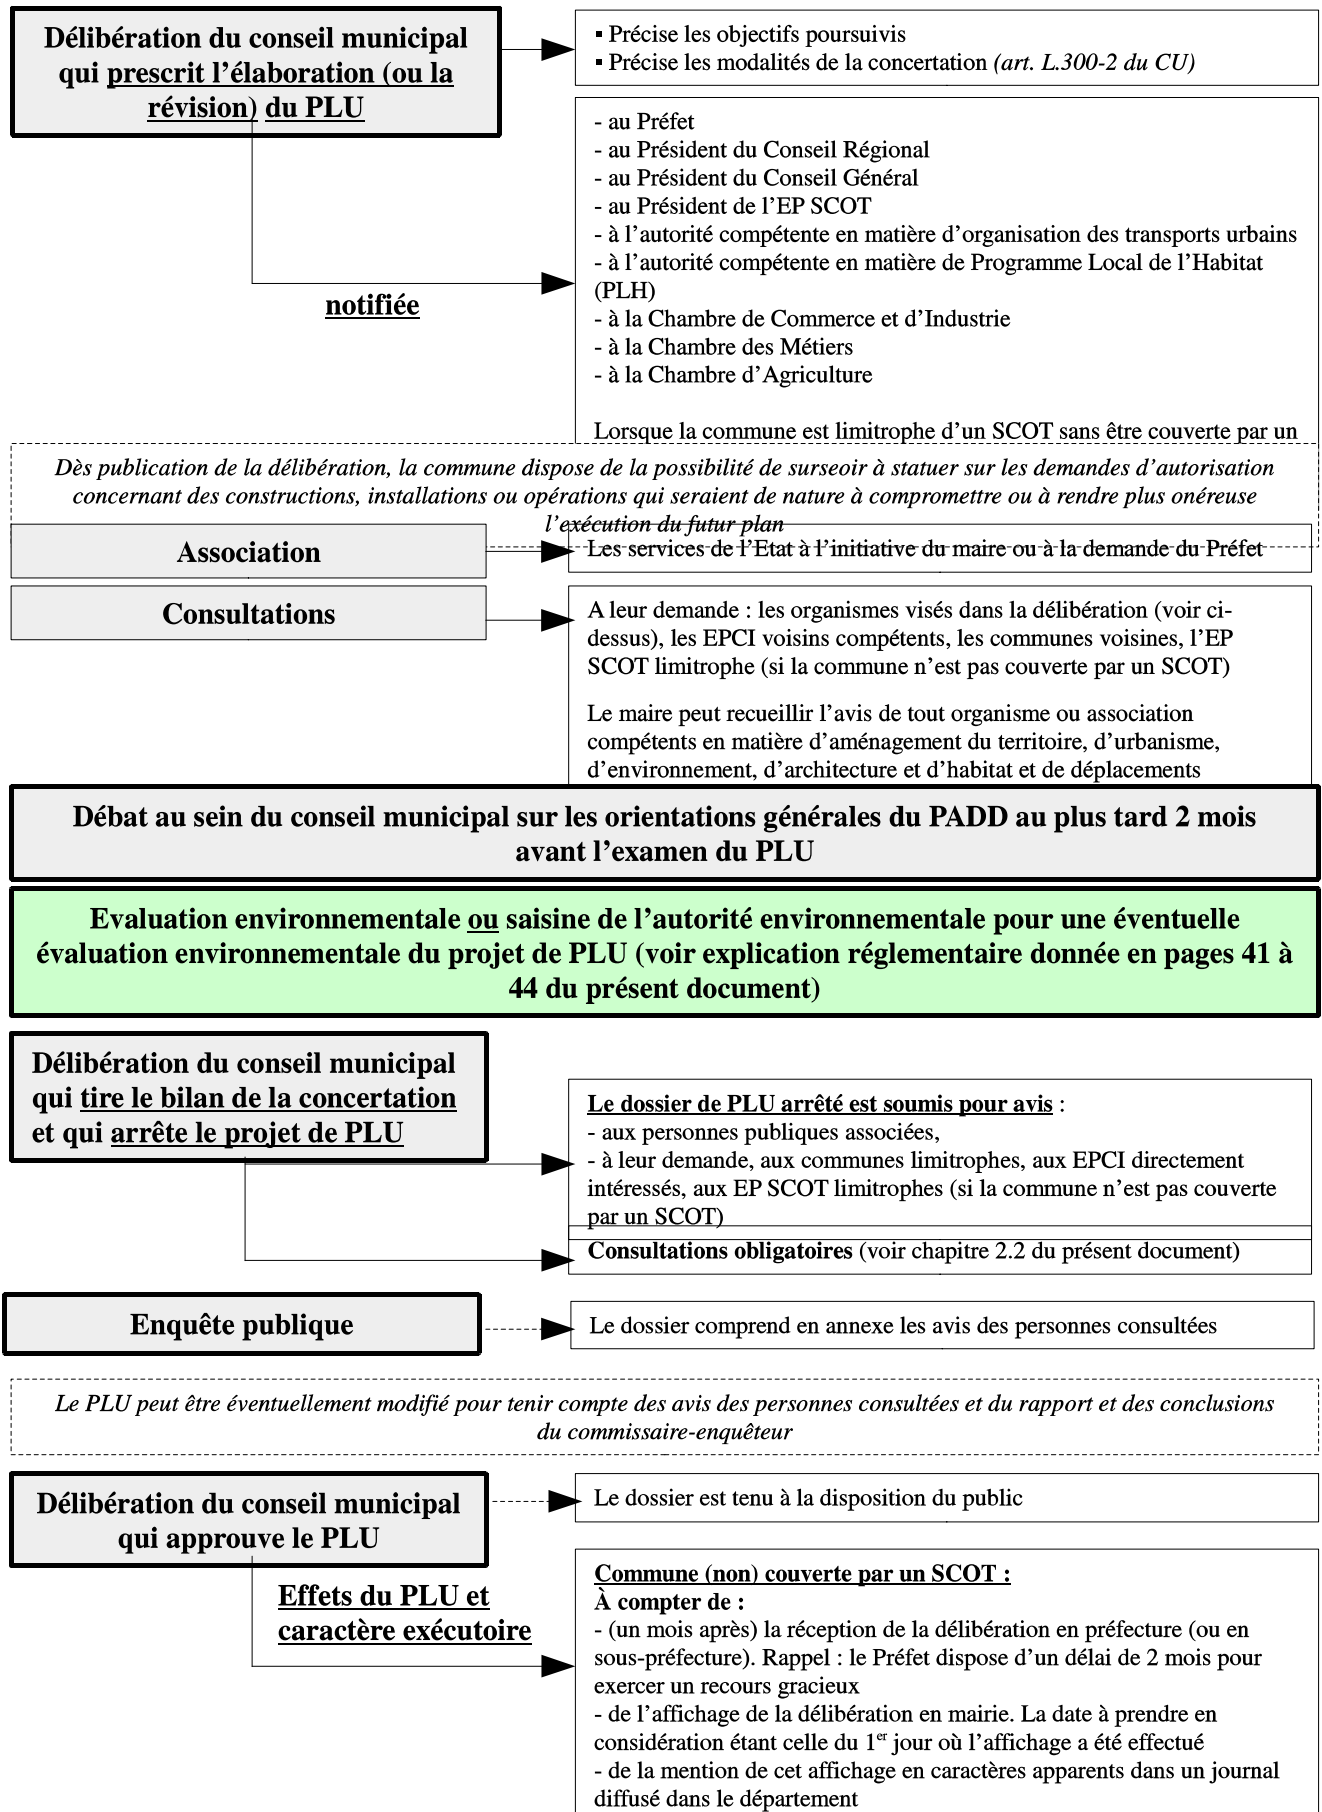 Délibération du conseil municipal
qui prescrit l’élaboration (ou la
révision) du PLU
▪ Précise les objectifs poursuivis
▪ Précise les modalités de la concertation (art. L.300-2 du CU)
notifiée
- au Préfet
- au Président du Conseil Régional
- au Président du Conseil Général
- au Président de l’EP SCOT
- à l’autorité compétente en matière d’organisation des transports urbains
- à l’autorité compétente en matière de Programme Local de l’Habitat
(PLH)
- à la Chambre de Commerce et d’Industrie
- à la Chambre des Métiers
- à la Chambre d’Agriculture
Lorsque la commune est limitrophe d’un SCOT sans être couverte par un
Dès publication de la délibération, la commune dispose de la possibilité de surseoir à statuer sur les demandes d’autorisation
concernant des constructions, installations ou opérations qui seraient de nature à compromettre ou à rendre plus onéreuse
l’exécution du futur plan
Association
Les services de l’Etat à l’initiative du maire ou à la demande du Préfet
Consultations
A leur demande : les organismes visés dans la délibération (voir ci-
dessus), les EPCI voisins compétents, les communes voisines, l’EP
SCOT limitrophe (si la commune n’est pas couverte par un SCOT)
Le maire peut recueillir l’avis de tout organisme ou association
compétents en matière d’aménagement du territoire, d’urbanisme,
d’environnement, d’architecture et d’habitat et de déplacements
Débat au sein du conseil municipal sur les orientations générales du PADD au plus tard 2 mois
avant l’examen du PLU
Evaluation environnementale ou saisine de l’autorité environnementale pour une éventuelle
évaluation environnementale du projet de PLU (voir explication réglementaire donnée en pages 41 à
44 du présent document)
Délibération du conseil municipal
qui tire le bilan de la concertation
et qui arrête le projet de PLU
Le dossier de PLU arrêté est soumis pour avis :
- aux personnes publiques associées,
- à leur demande, aux communes limitrophes, aux EPCI directement
intéressés, aux EP SCOT limitrophes (si la commune n’est pas couverte
par un SCOT)
Consultations obligatoires (voir chapitre 2.2 du présent document)
Enquête publique
Le dossier comprend en annexe les avis des personnes consultées
Le PLU peut être éventuellement modifié pour tenir compte des avis des personnes consultées et du rapport et des conclusions
du commissaire-enquêteur
Délibération du conseil municipal
qui approuve le PLU
Le dossier est tenu à la disposition du public
Effets du PLU et
caractère exécutoire
Commune (non) couverte par un SCOT :
À compter de :
- (un mois après) la réception de la délibération en préfecture (ou en
sous-préfecture). Rappel : le Préfet dispose d’un délai de 2 mois pour
exercer un recours gracieux
- de l’affichage de la délibération en mairie. La date à prendre en
considération étant celle du 1er jour où l’affichage a été effectué
- de la mention de cet affichage en caractères apparents dans un journal
diffusé dans le département